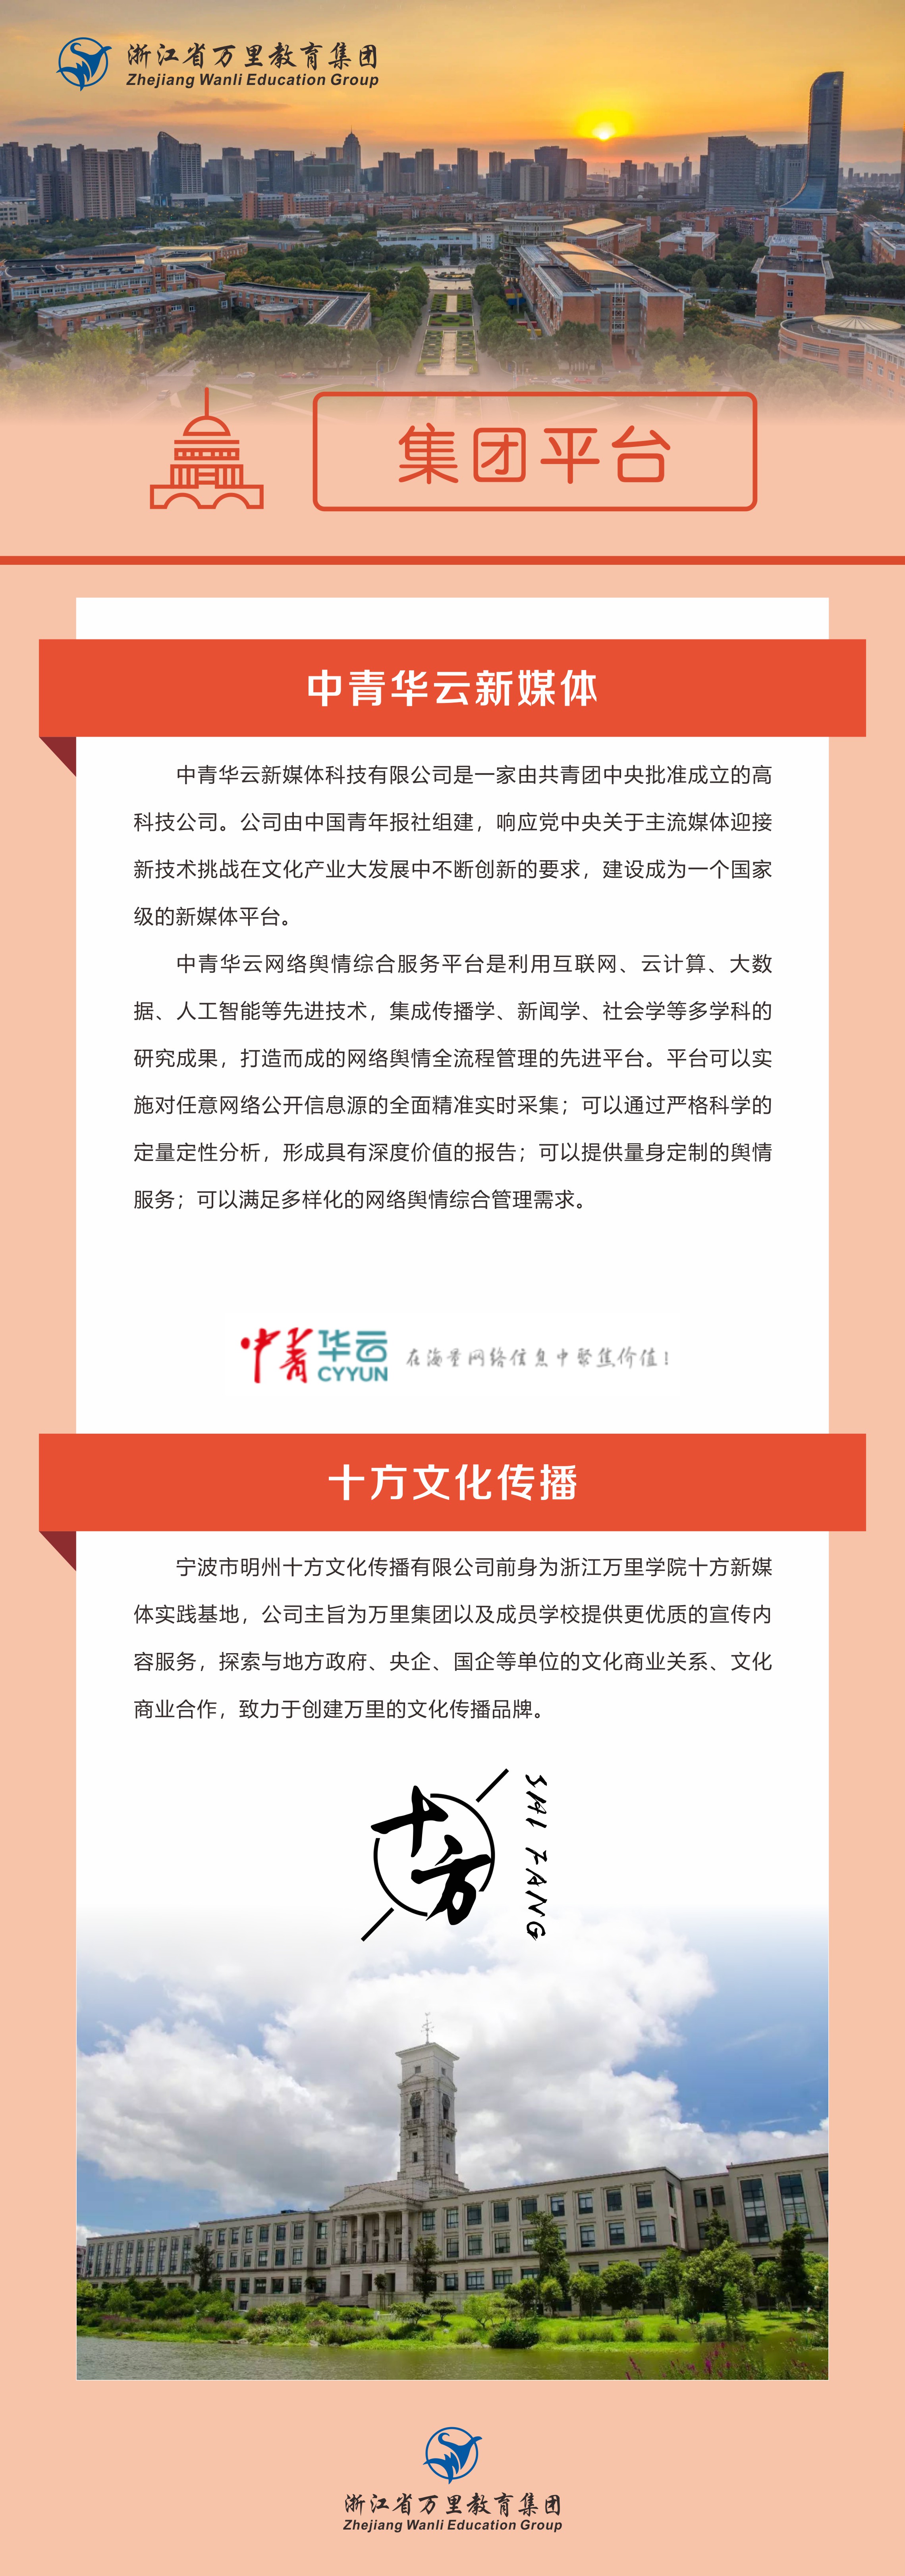 浙江省万里教育集团
Zhejiang Wanli Education Group
集团平台
中青华云新媒体
中青华云新媒体科技有限公司是一家由共青团中央批准成立的高
科技公司。公司由中国青年报社组建，响应党中央关于主流媒体迎接
新技术挑战在文化产业大发展中不断创新的要求，建设成为一个国家
级的新媒体平台。
中青华云网络舆情综合服务平台是利用互联网、云计算、大数
据、人工智能等先进技术，集成传播学、新闻学、社会学等多学科的
研究成果，打造而成的网络舆情全流程管理的先进平台。平台可以实
施对任意网络公开信息源的全面精准实时采集；可以通过严格科学的
定量定性分析，形成具有深度价值的报告；可以提供量身定制的舆情
服务；可以满足多样化的网络舆情综合管理需求。
中青华云
CYYUN
在海量网络信息中聚焦价值！
十方文化传播
宁波市明州十方文化传播有限公司前身为浙江万里学院十方新媒
体实践基地，公司主旨为万里集团以及成员学校提供更优质的宣传内
容服务，探索与地方政府、央企、国企等单位的文化商业关系、文化
商业合作，致力于创建万里的文化传播品牌。
十方
SHI FANG
浙江省万里教育集团
Zhejiang Wanli Education Group